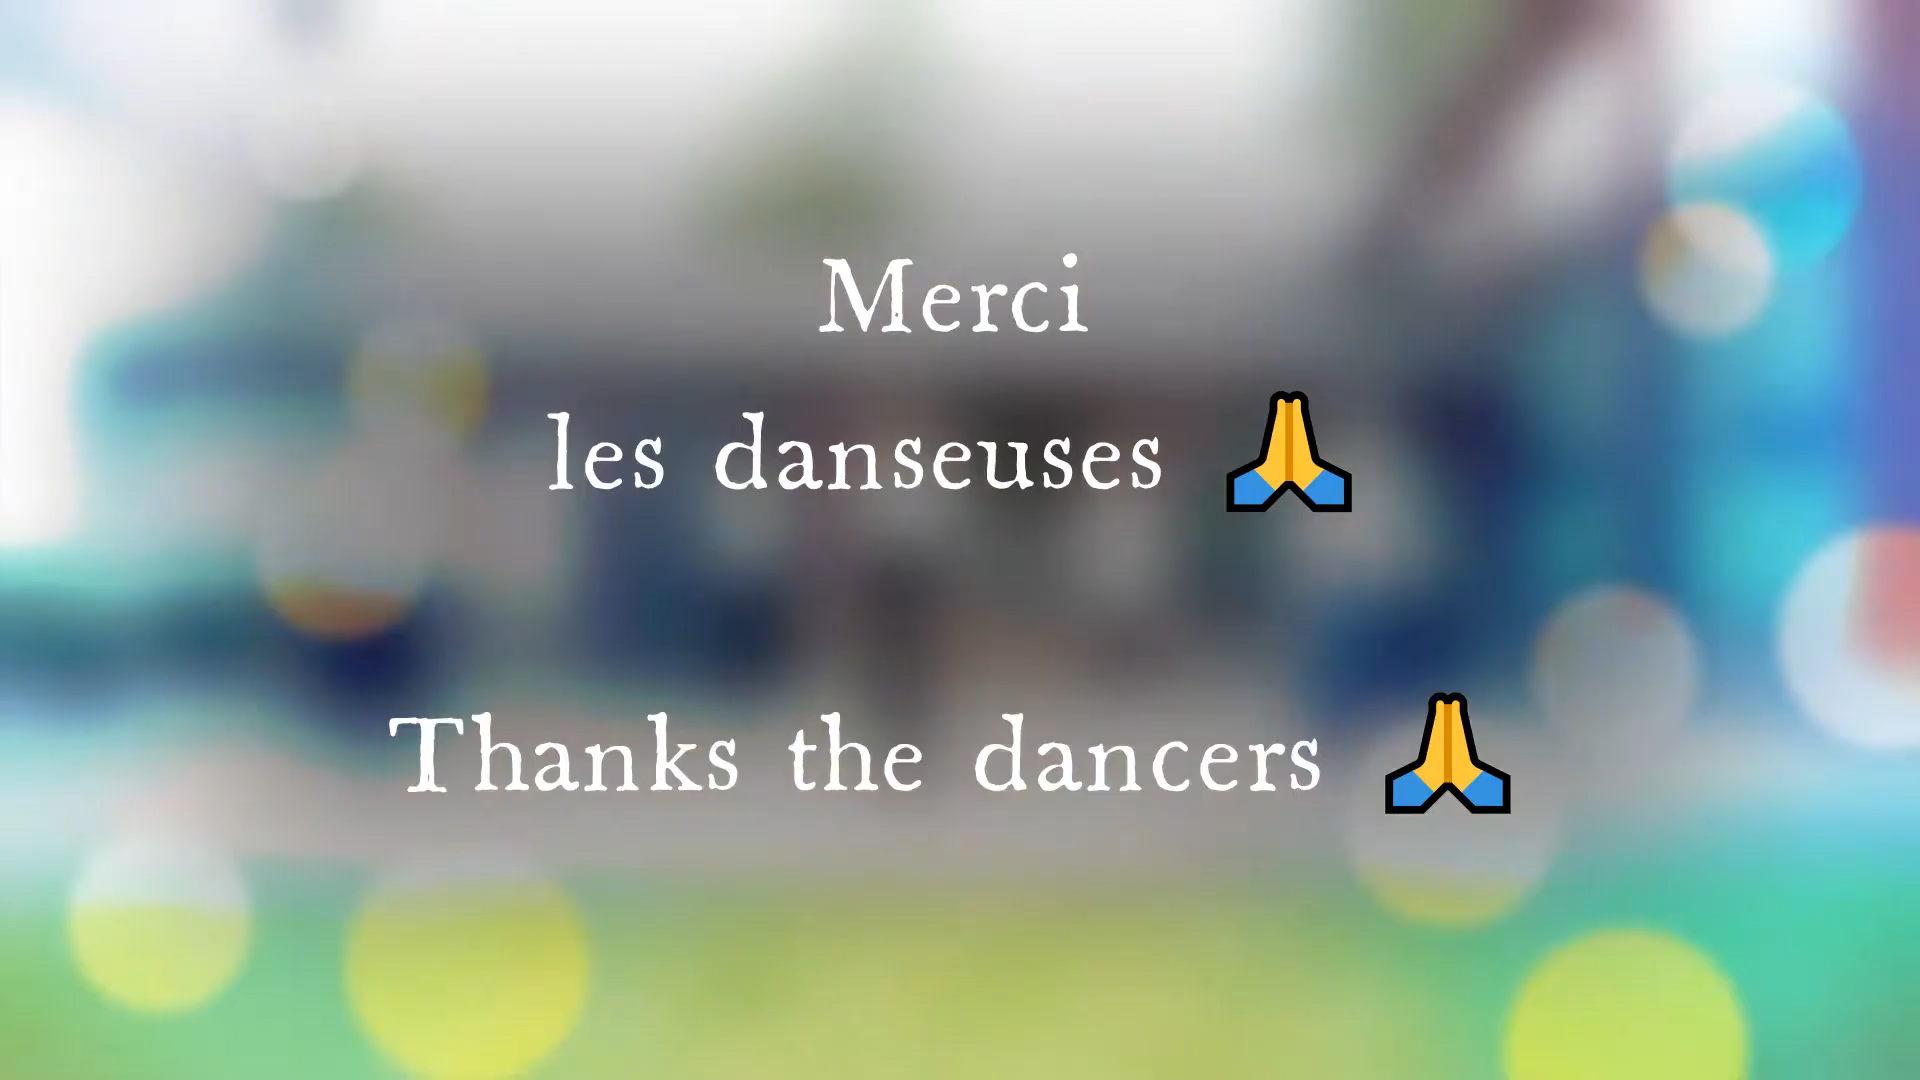 Merci
les danseuses 🙏
Thanks the dancers 🙏